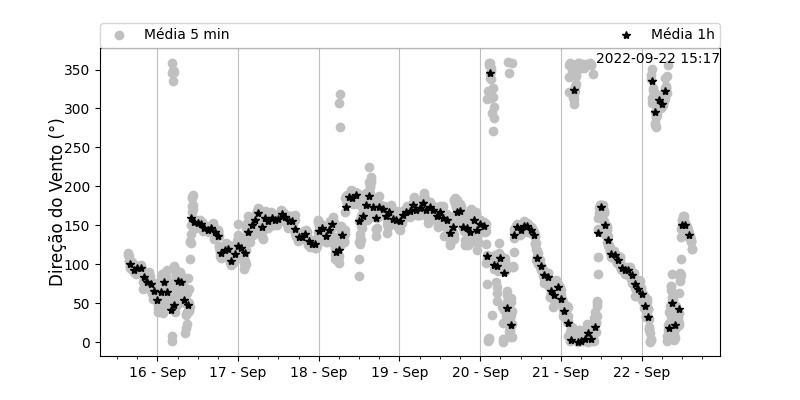 Média 5 min
Média 1h
2022-09-22 15:17
Direção do Vento (°)
350
300
250
200
150
100
50
0
16 - Sep
17 - Sep
18 - Sep
19 - Sep
20 - Sep
21 - Sep
22 - Sep